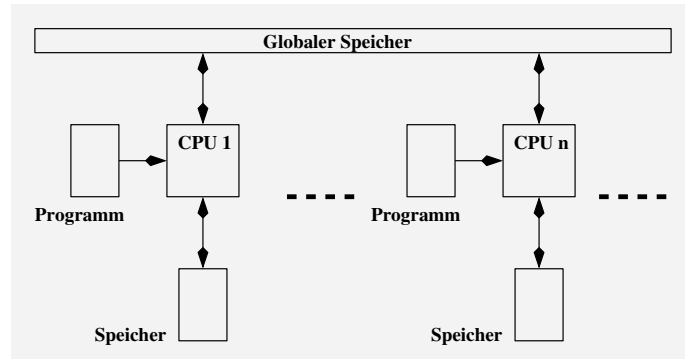 Globaler Speicher
CPU 1
CPU n
Programm
Programm
Speicher
Speicher